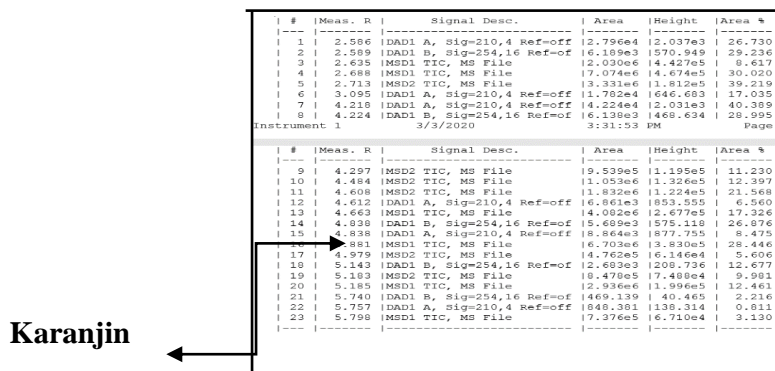 | # |Meas. R | Signal Desc. | Area |Height |Area %
|--- |------- |------------------------ |------- |------- |-------
| 1 | 2.586 |DAD1 A, Sig=210,4 Ref=off |2.796e4 |2.037e3 | 26.730
| 2 | 2.589 |DAD1 B, Sig=254,16 Ref=of |6.189e3 |570.949 | 29.236
| 3 | 2.635 |MSD1 TIC, MS File |2.030e6 |4.427e5 | 8.617
| 4 | 2.688 |MSD1 TIC, MS File |7.074e6 |4.674e5 | 30.020
| 5 | 2.713 |MSD2 TIC, MS File |3.331e6 |1.812e5 | 39.219
| 6 | 3.095 |DAD1 A, Sig=210,4 Ref=off |1.782e4 |646.683 | 17.035
| 7 | 4.218 |DAD1 A, Sig=210,4 Ref=off |4.224e4 |2.031e3 | 40.389
| 8 | 4.224 |DAD1 B, Sig=254,16 Ref=of |6.138e3 |468.634 | 28.995
Instrument 1 3/3/2020 3:31:53 PM Page
| # |Meas. R | Signal Desc. | Area |Height |Area %
|--- |------- |------------------------ |------- |------- |-------
| 9 | 4.297 |MSD2 TIC, MS File |9.539e5 |1.195e5 | 11.230
| 10 | 4.484 |MSD2 TIC, MS File |1.053e6 |1.326e5 | 12.397
| 11 | 4.608 |MSD2 TIC, MS File |1.832e6 |1.224e5 | 21.568
| 12 | 4.612 |DAD1 A, Sig=210,4 Ref=off |6.861e3 |853.555 | 6.560
| 13 | 4.663 |MSD1 TIC, MS File |4.082e6 |2.677e5 | 17.326
| 14 | 4.838 |DAD1 B, Sig=254,16 Ref=of |5.689e3 |575.118 | 26.876
| 15 | 4.838 |DAD1 A, Sig=210,4 Ref=off |8.864e3 |877.755 | 8.475
.881 |MSD1 TIC, MS File |6.703e6 |3.830e5 | 28.446
| 17 | 4.979 |MSD2 TIC, MS File |4.762e5 |6.146e4 | 5.606
| 18 | 5.143 |DAD1 B, Sig=254,16 Ref=of |2.683e3 |208.736 | 12.677
| 19 | 5.183 |MSD2 TIC, MS File |8.478e5 |7.488e4 | 9.981
| 20 | 5.185 |MSD1 TIC, MS File |2.936e6 |1.996e5 | 12.461
| 21 | 5.740 |DAD1 B, Sig=254,16 Ref=of |469.139 | 40.465 | 2.216
| 22 | 5.757 |DAD1 A, Sig=210,4 Ref=off |848.381 |138.314 | 0.811
| 23 | 5.798 |MSD1 TIC, MS File |7.376e5 |6.710e4 | 3.130
|--- |------- |------------------------ |------- |------- |-------
Karanjin